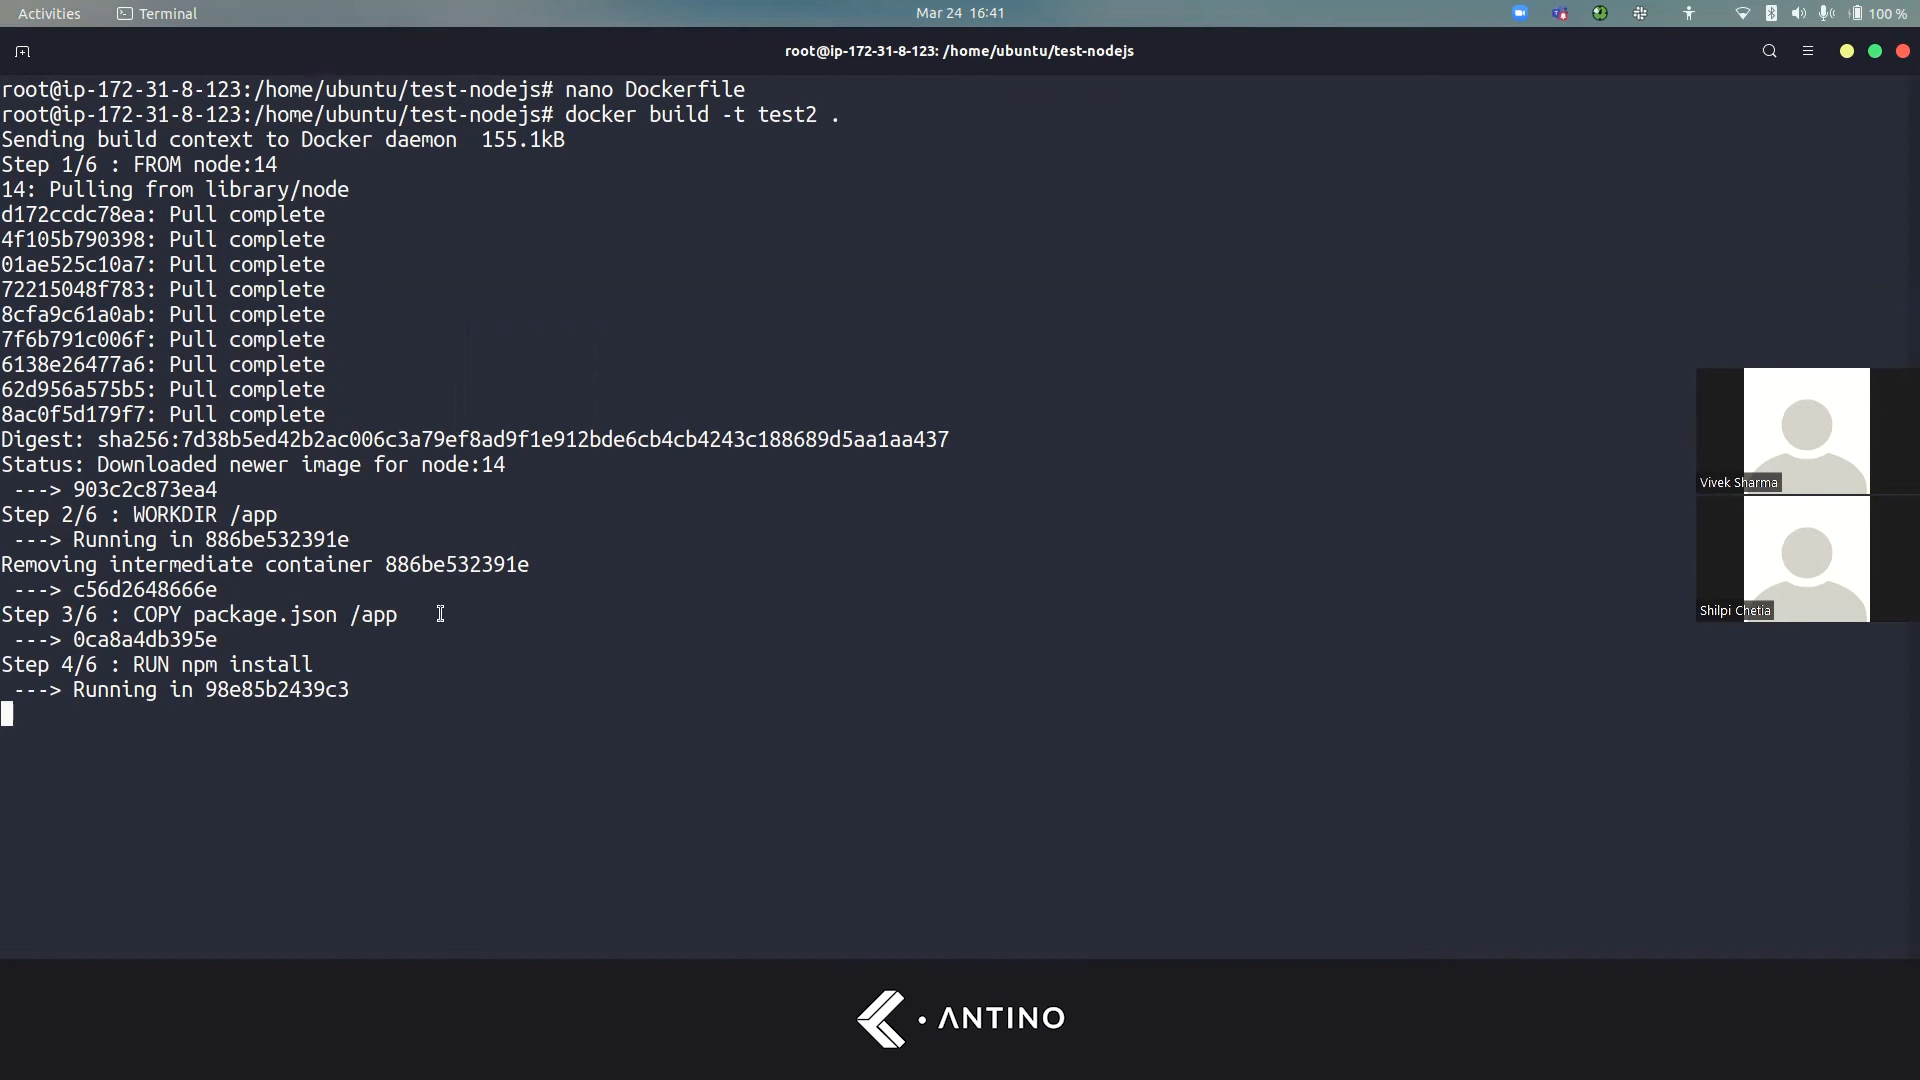 Activities
Terminal
Mar 24 16:41
100 %
root@ip-172-31-8-123: /home/ubuntu/test-nodejs
root@ip-172-31-8-123:/home/ubuntu/test-nodejs# nano Dockerfile
root@ip-172-31-8-123:/home/ubuntu/test-nodejs# docker build -t test2 .
Sending build context to Docker daemon  155.1kB
Step 1/6 : FROM node:14
14: Pulling from library/node
d172ccdc78ea: Pull complete
4f105b790398: Pull complete
01ae525c10a7: Pull complete
72215048f783: Pull complete
8cfa9c61a0ab: Pull complete
7f6b791c006f: Pull complete
6138e26477a6: Pull complete
62d956a575b5: Pull complete
8ac0f5d179f7: Pull complete
Digest: sha256:7d38b5ed42b2ac006c3a79ef8ad9f1e912bde6cb4cb4243c188689d5aa1aa437
Status: Downloaded newer image for node:14
 ---> 903c2c873ea4
Step 2/6 : WORKDIR /app
 ---> Running in 886be532391e
Removing intermediate container 886be532391e
 ---> c56d2648666e
Step 3/6 : COPY package.json /app
 ---> 0ca8a4db395e
Step 4/6 : RUN npm install
 ---> Running in 98e85b2439c3
Vivek Sharma
Shilpi Chetia
ANTINO